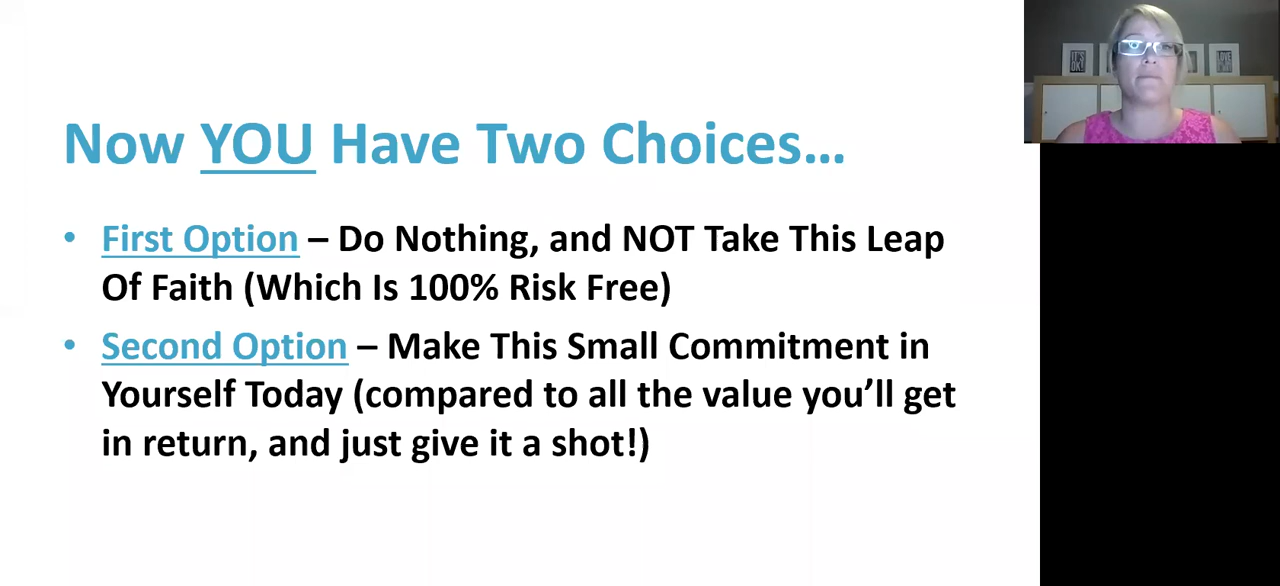 Now YOU Have Two Choices...
• First Option – Do Nothing, and NOT Take This Leap
Of Faith (Which Is 100% Risk Free)
• Second Option – Make This Small Commitment in
Yourself Today (compared to all the value you’ll get
in return, and just give it a shot!)
IT'S
OK!